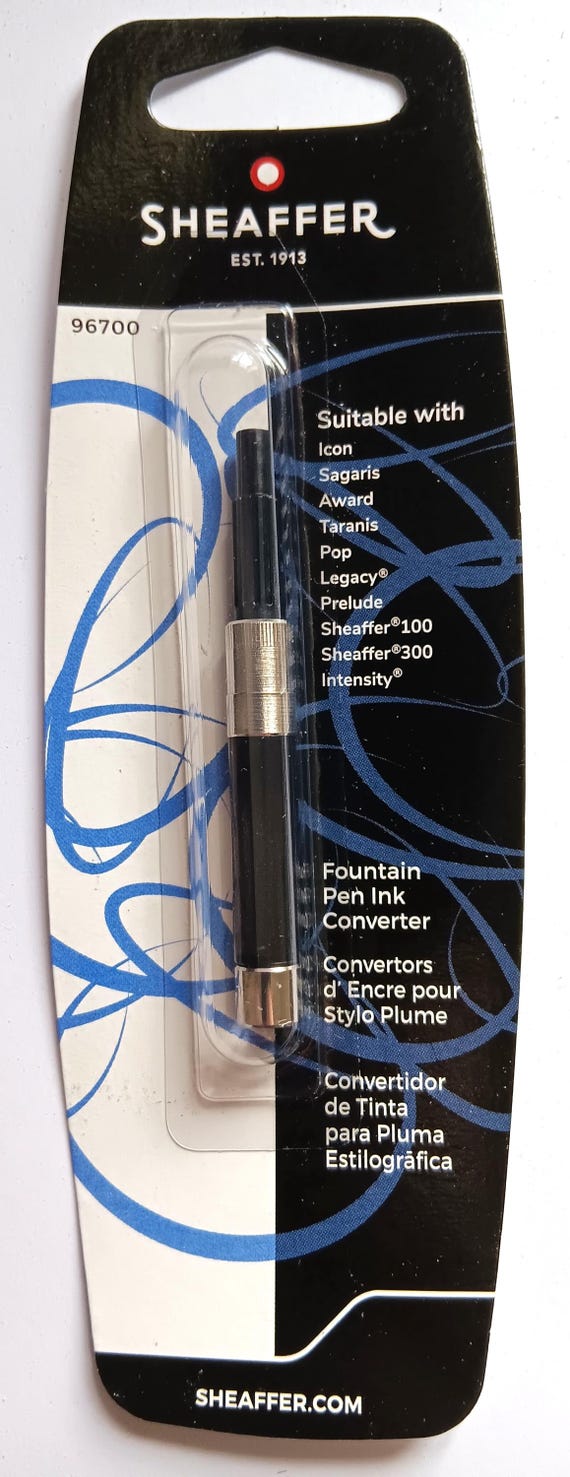 SHEAFFER
EST. 1913
96700
Suitable with
Icon
Sagaris
Award
Taranis
Pop
Legacy®
Prelude
Sheaffer®100
Sheaffer®300
Intensity®
Fountain
Pen Ink
Converter
Convertors
d' Encre pour
Stylo Plume
Convertidor
de Tinta
para Pluma
Estilográfica
SHEAFFER.COM